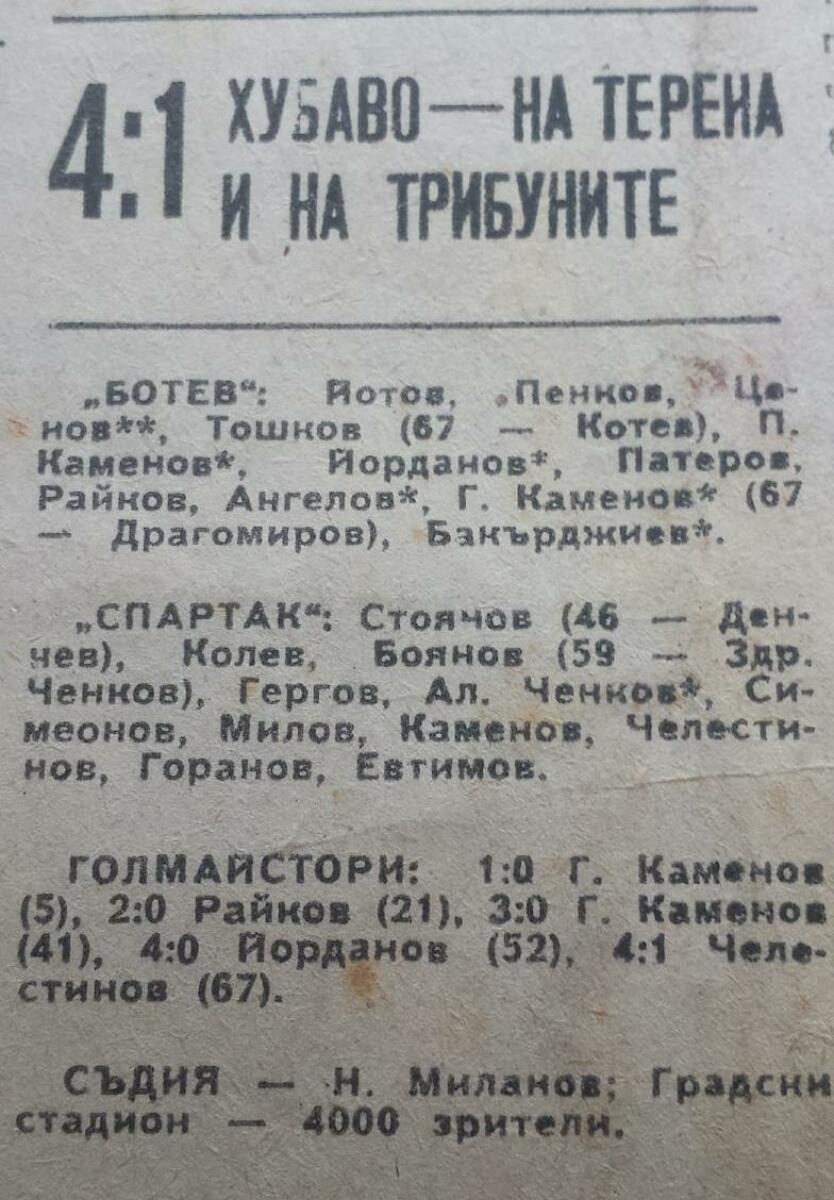 4:1 ХУБАВО — НА ТЕРЕНА
И НА ТРИБУНИТЕ
„БОТЕВ“: Йотов, Пенков, Ца-
нов**, Тошков (67 — Котев), П.
Каменов*, Йорданов*, Патеров,
Райков, Ангелов*, Г. Каменов* (67
— Драгомиров), Бакърджиев*.
„СПАРТАК“: Стоячов (46 — Ден-
чев), Колев, Боянов (59 — Здр.
Ченков), Гергов, Ал. Ченков*, Си-
меонов, Милов, Каменов, Челести-
нов, Горанов, Евтимов.
ГОЛМАЙСТОРИ: 1:0 Г. Каменов
(5), 2:0 Райков (21), 3:0 Г. Каменов
(41), 4:0 Йорданов (52), 4:1 Челе-
стинов (67).
СЪДИЯ — Н. Миланов; Градски
стадион — 4000 зрители.